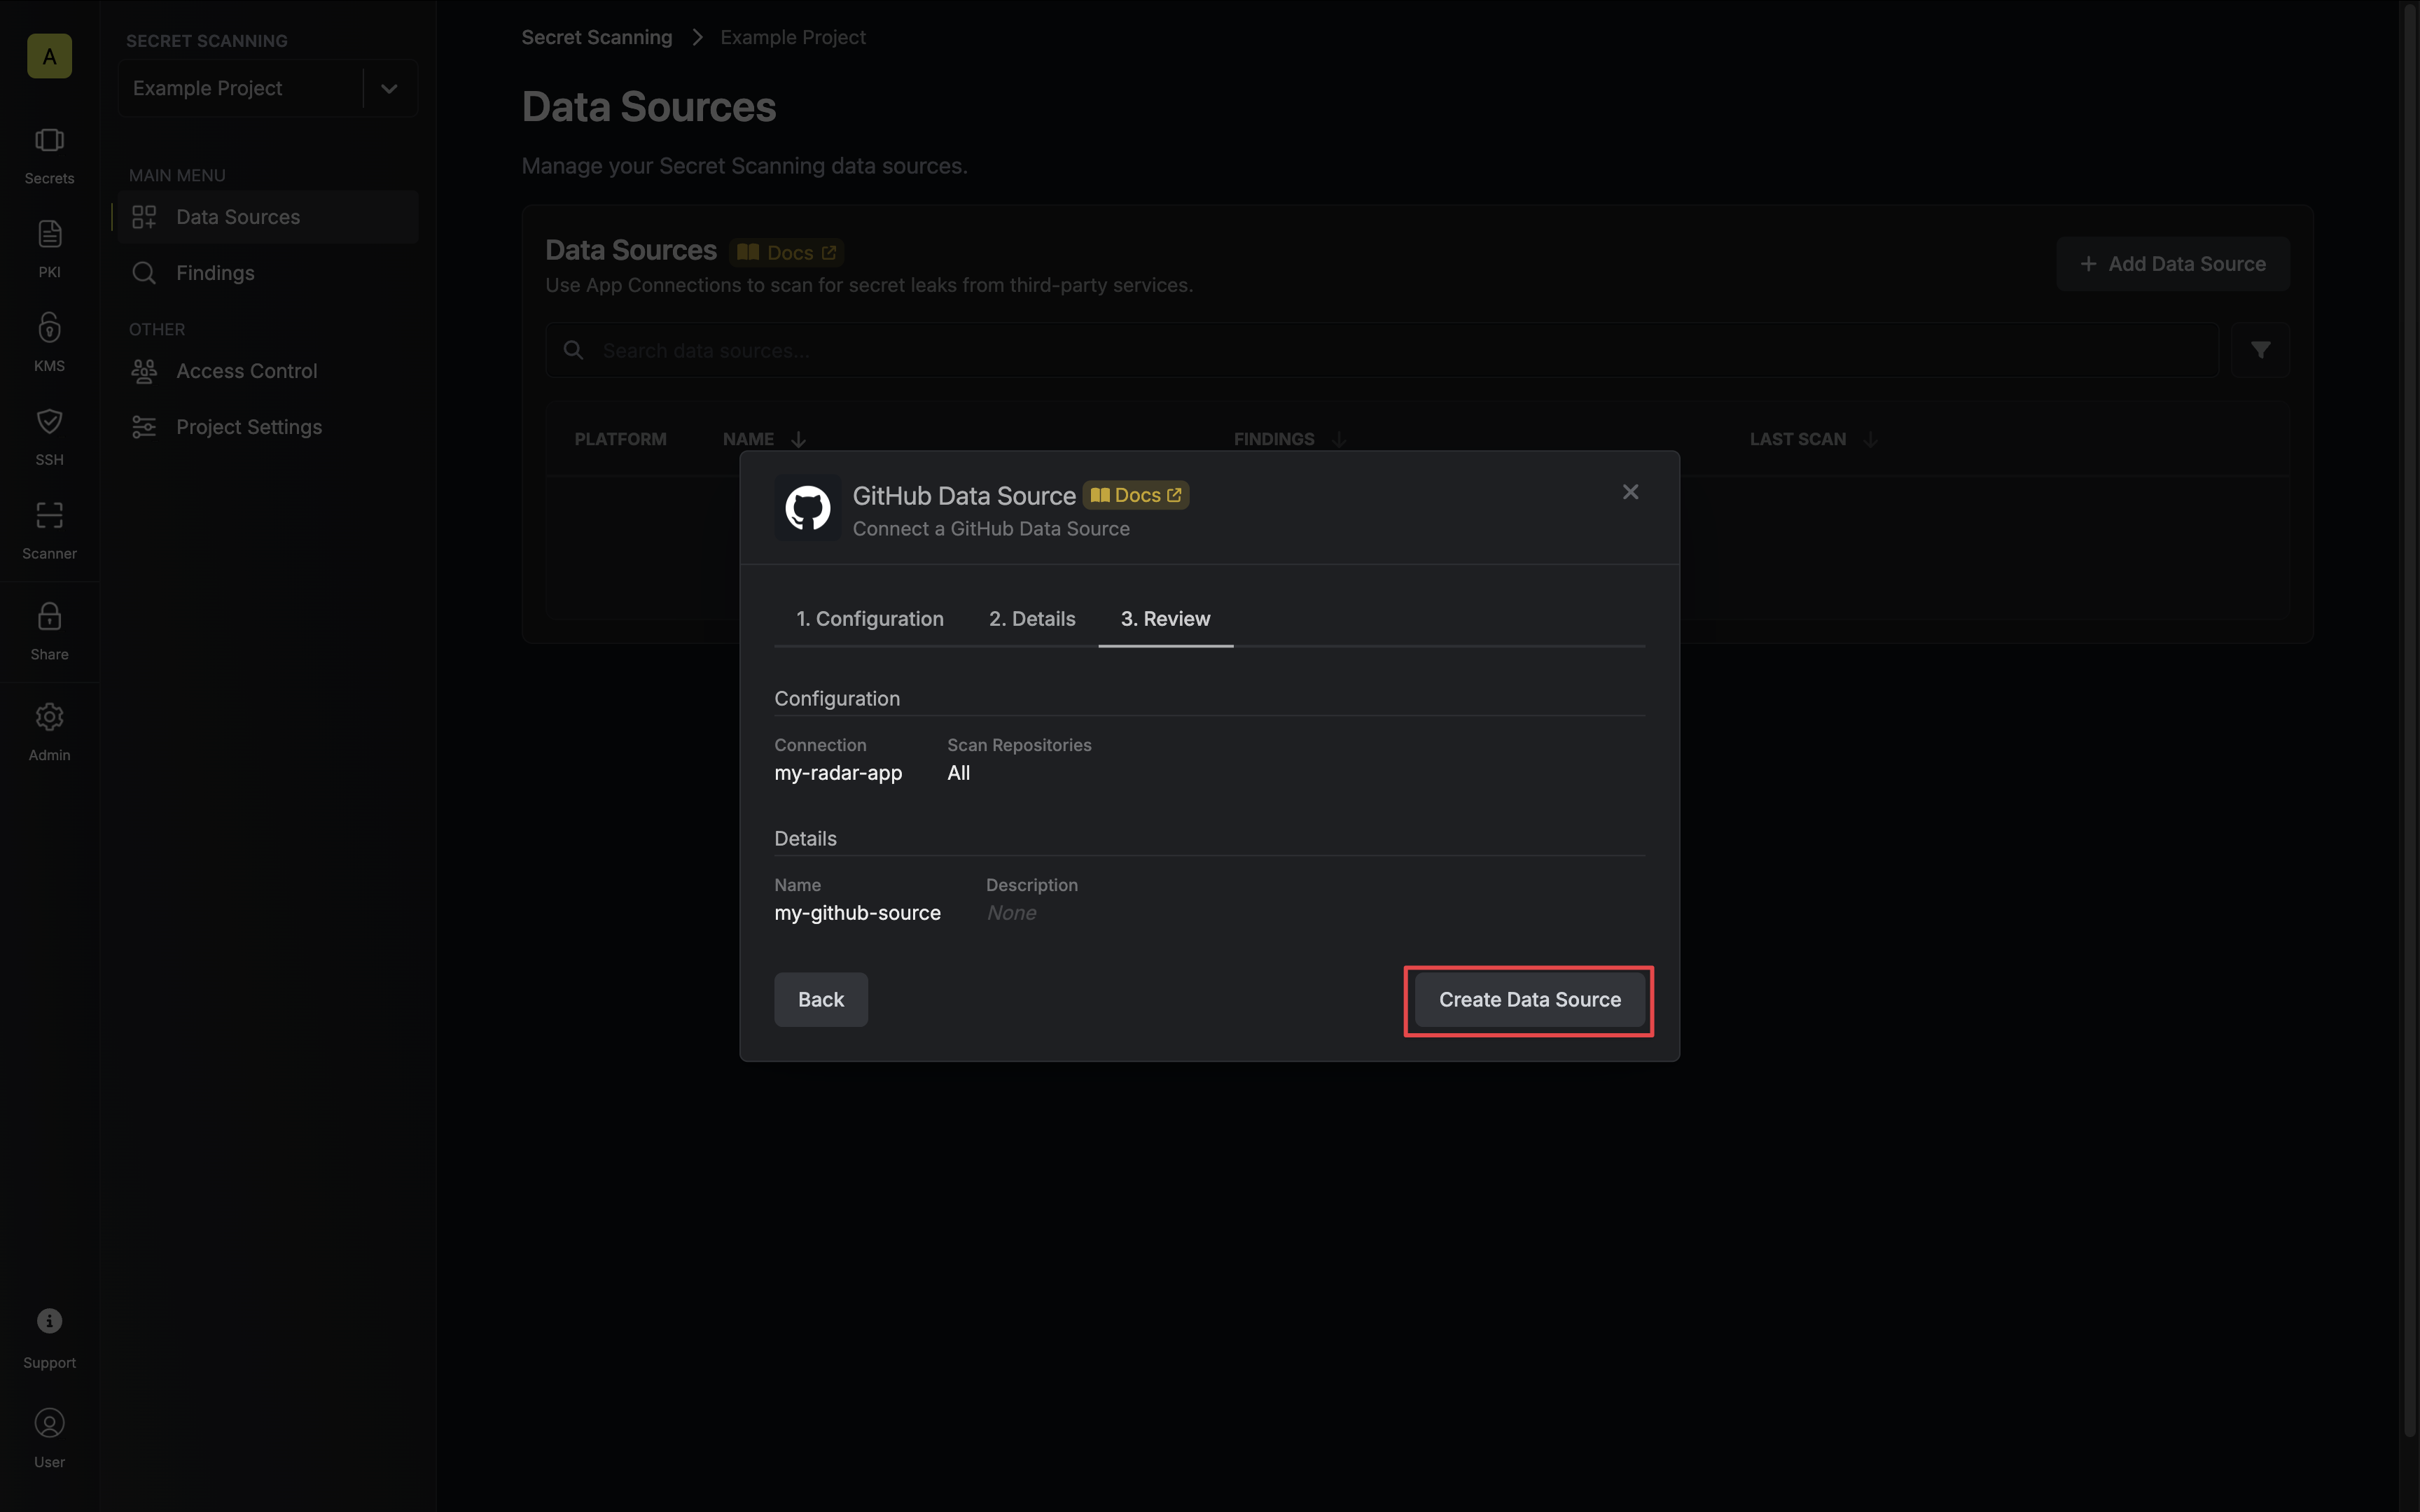 A
Secrets
PKI
KMS
SSH
Scanner
Share
Admin
Support
User
SECRET SCANNING
Example Project
MAIN MENU
Data Sources
Findings
OTHER
Access Control
Project Settings
Secret Scanning Example Project
Data Sources
Manage your Secret Scanning data sources.
Data Sources Docs
Use App Connections to scan for secret leaks from third-party services.
Add Data Source
Search data sources...
PLATFORM NAME FINDINGS LAST SCAN
GitHub Data Source Docs
Connect a GitHub Data Source
1. Configuration 2. Details 3. Review
Configuration
Connection Scan Repositories
my-radar-app All
Details
Name Description
my-github-source None
Back Create Data Source